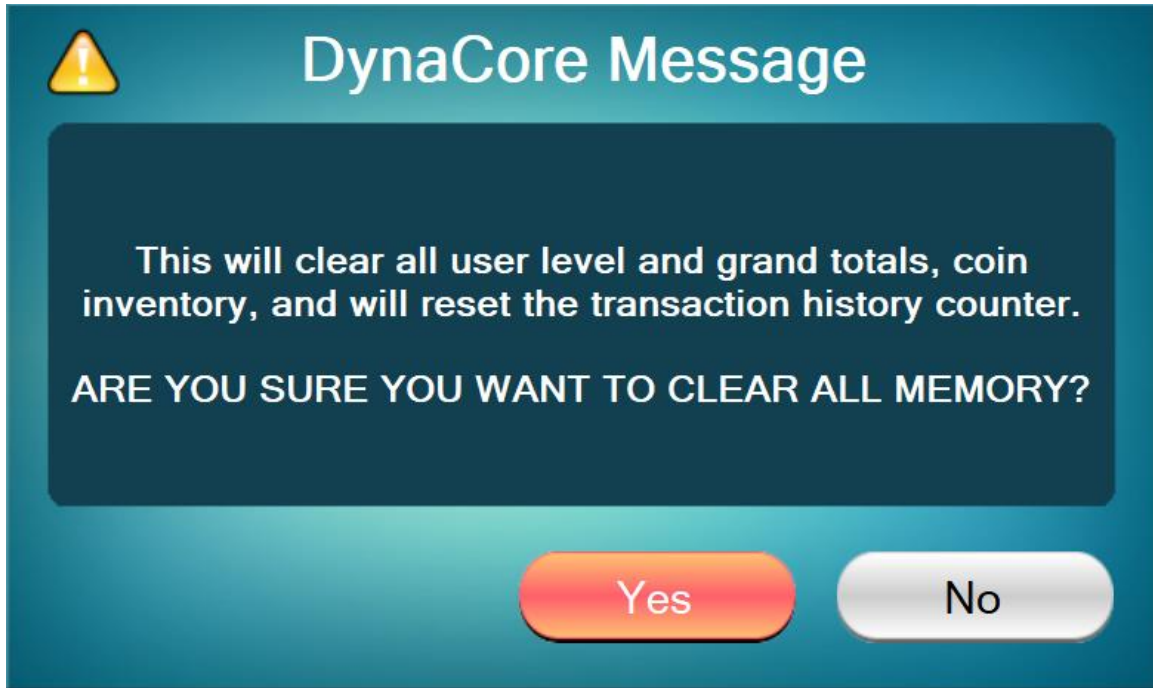 DynaCore Message
This will clear all user level and grand totals, coin
inventory, and will reset the transaction history counter.
ARE YOU SURE YOU WANT TO CLEAR ALL MEMORY?
Yes No